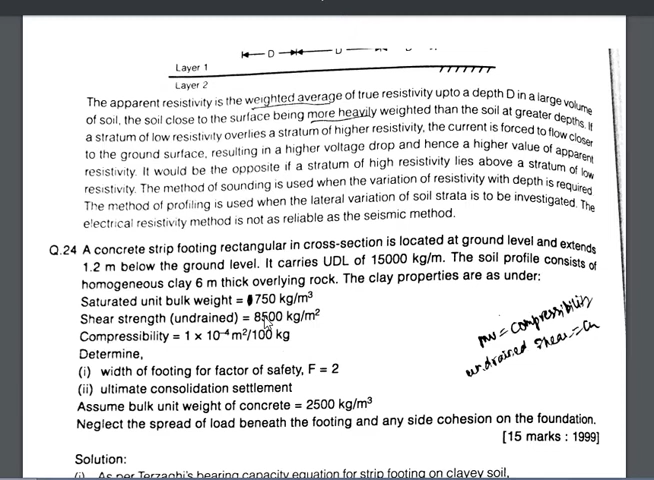 D
D
Layer 1
Layer 2
The apparent resistivity is the weighted average of true resistivity upto a depth D in a large volume
of soil, the soil close to the surface being more heavily weighted than the soil at greater depths. If
a stratum of low resistivity overlies a stratum of higher resistivity, the current is forced to flow closer
to the ground surface, resulting in a higher voltage drop and hence a higher value of apparent
resistivity. It would be the opposite if a stratum of high resistivity lies above a stratum of low
resistivity. The method of sounding is used when the variation of resistivity with depth is required
The method of profiling is used when the lateral variation of soil strata is to be investigated. The
electrical resistivity method is not as reliable as the seismic method.
Q.24 A concrete strip footing rectangular in cross-section is located at ground level and extends
1.2 m below the ground level. It carries UDL of 15000 kg/m. The soil profile consists of
homogeneous clay 6 m thick overlying rock. The clay properties are as under:
Saturated unit bulk weight = 1750 kg/m³
Shear strength (undrained) = 8500 kg/m²
Compressibility = 1 × 10⁻⁴ m²/100 kg
mv = compressibility
undrained shear = Cu
Determine,
(i) width of footing for factor of safety, F = 2
(ii) ultimate consolidation settlement
Assume bulk unit weight of concrete = 2500 kg/m³
Neglect the spread of load beneath the footing and any side cohesion on the foundation.
[15 marks : 1999]
Solution:
(i) As per Terzaghi's bearing capacity equation for strip footing on clayey soil,